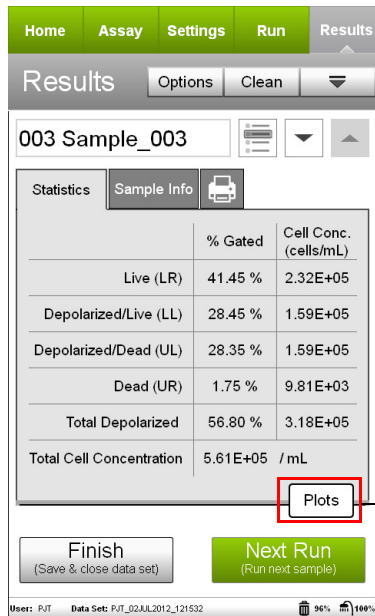 Home Assay Settings Run Results
Results Options Clean
003 Sample_003
Statistics Sample Info
% Gated Cell Conc. (cells/mL)
Live (LR) 41.45 % 2.32E+05
Depolarized/Live (LL) 28.45 % 1.59E+05
Depolarized/Dead (UL) 28.35 % 1.59E+05
Dead (UR) 1.75 % 9.81E+03
Total Depolarized 56.80 % 3.18E+05
Total Cell Concentration 5.61E+05 / mL
Plots
Finish Next Run
(Save & close data set) (Run next sample)
User: PJT Data Set: PJT_02JUL2012_121532 96% 100%